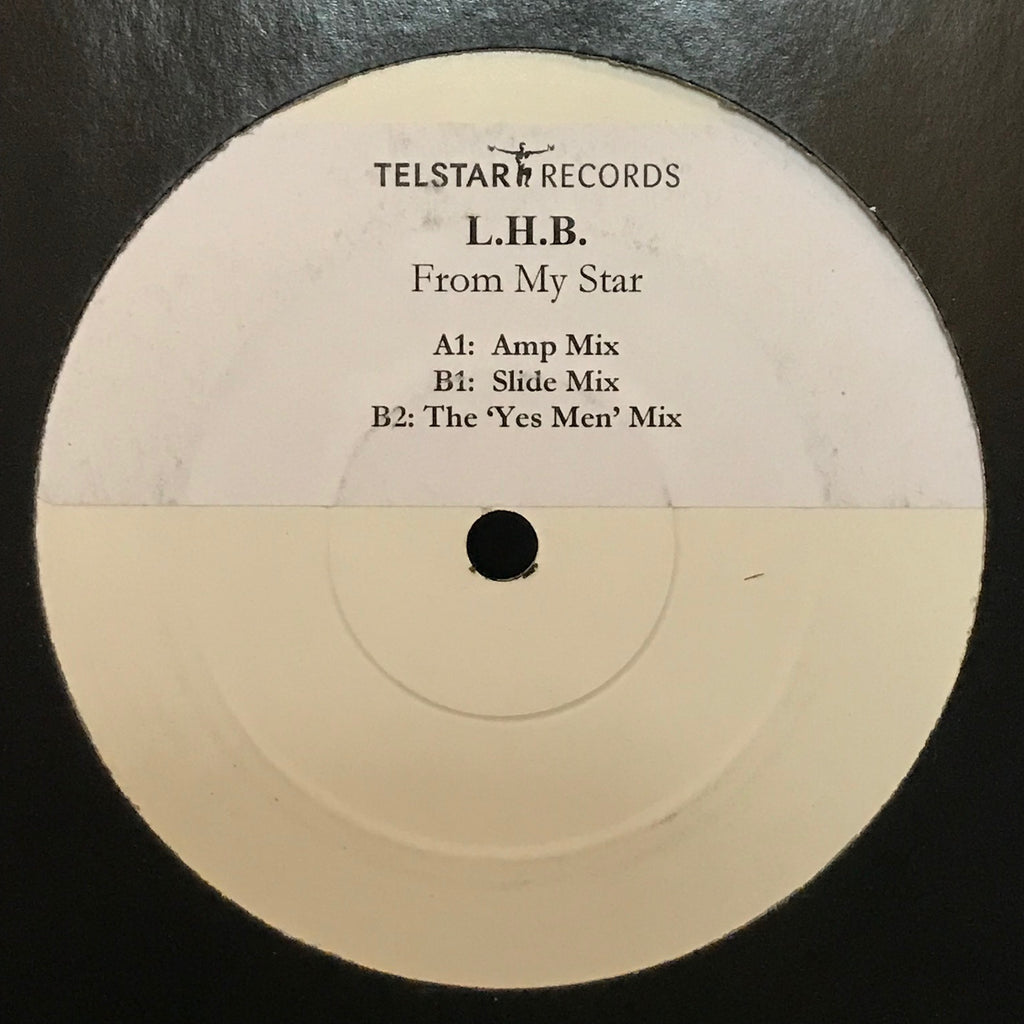 TELSTAR RECORDS
L.H.B.
From My Star
A1: Amp Mix
B1: Slide Mix
B2: The ‘Yes Men’ Mix